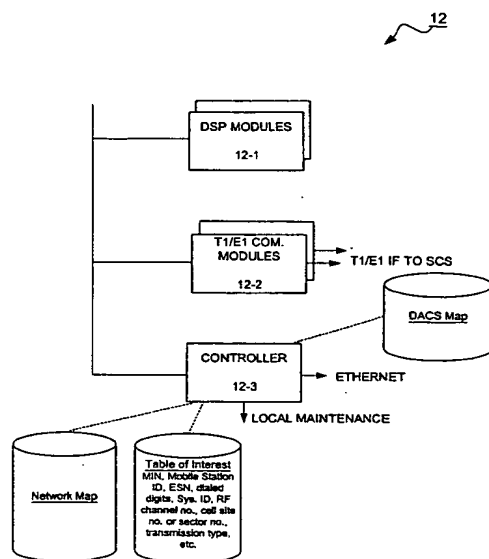 12
DSP MODULES
12-1
T1/E1 COM.
MODULES
12-2
T1/E1 IF TO SCS
DACS Map
CONTROLLER
12-3
ETHERNET
LOCAL MAINTENANCE
Network Map
Table of Interest
MIN, Mobile Station
ID, ESN, dialed
digits, Sys. ID, RF
channel no., cell site
no. or sector no.,
transmission type,
etc.